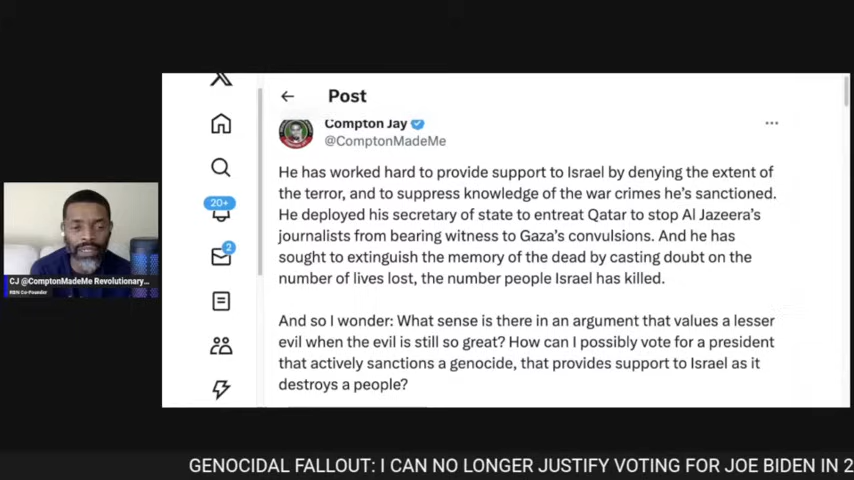 Post
Compton Jay
@ComptonMadeMe
He has worked hard to provide support to Israel by denying the extent of
the terror, and to suppress knowledge of the war crimes he's sanctioned.
He deployed his secretary of state to entreat Qatar to stop Al Jazeera's
journalists from bearing witness to Gaza's convulsions. And he has
sought to extinguish the memory of the dead by casting doubt on the
number of lives lost, the number people Israel has killed.
And so I wonder: What sense is there in an argument that values a lesser
evil when the evil is still so great? How can I possibly vote for a president
that actively sanctions a genocide, that provides support to Israel as it
destroys a people?
20+
2
CJ @ComptonMadeMe Revolutionary...
RBN Co-Founder
GENOCIDAL FALLOUT: I CAN NO LONGER JUSTIFY VOTING FOR JOE BIDEN IN 2